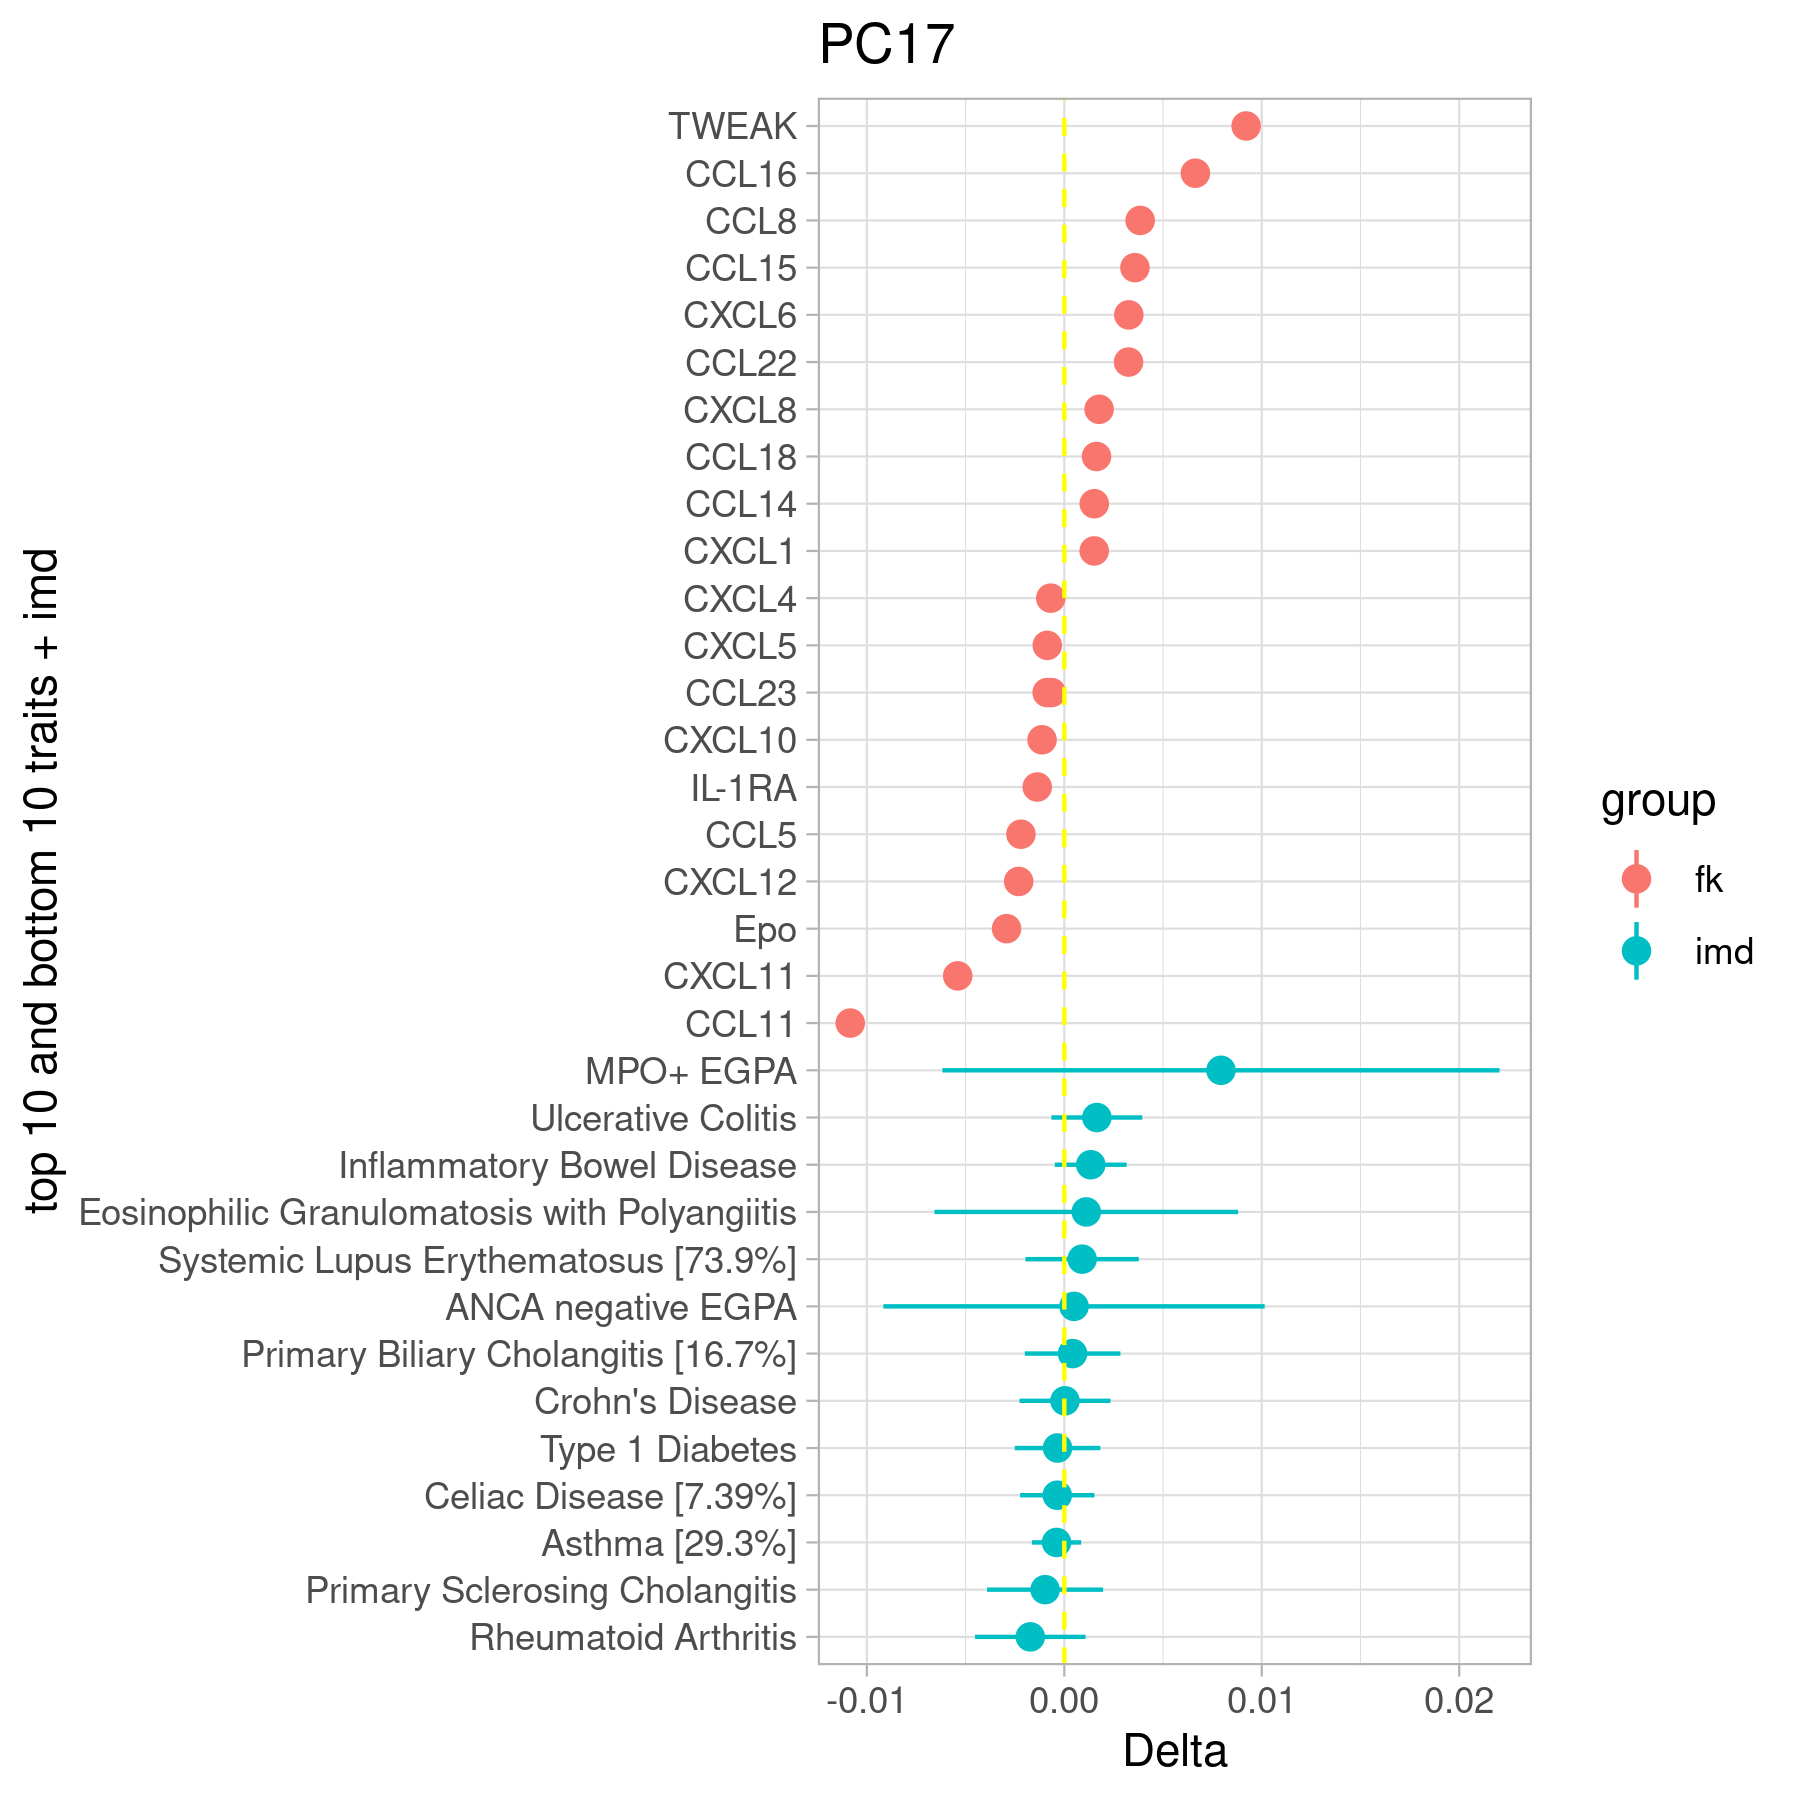 PC17
TWEAK
CCL16
CCL8
CCL15
CXCL6
CCL22
CXCL8
CCL18
CCL14
CXCL1
CXCL4
CXCL5
CCL23
CXCL10
IL-1RA
CCL5
CXCL12
Epo
CXCL11
CCL11
MPO+ EGPA
Ulcerative Colitis
Inflammatory Bowel Disease
Eosinophilic Granulomatosis with Polyangiitis
Systemic Lupus Erythematosus [73.9%]
ANCA negative EGPA
Primary Biliary Cholangitis [16.7%]
Crohn's Disease
Type 1 Diabetes
Celiac Disease [7.39%]
Asthma [29.3%]
Primary Sclerosing Cholangitis
Rheumatoid Arthritis
top 10 and bottom 10 traits + imd
-0.01 0.00 0.01 0.02
Delta
group
fk
imd